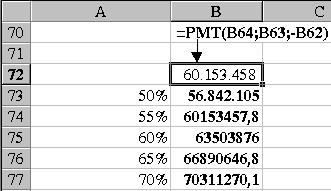 A B C
70 =PMT(B64;B63;-B62)
71
72 60.153.458
73 50% 56.842.105
74 55% 60153457,8
75 60% 63503876
76 65% 66890646,8
77 70% 70311270,1